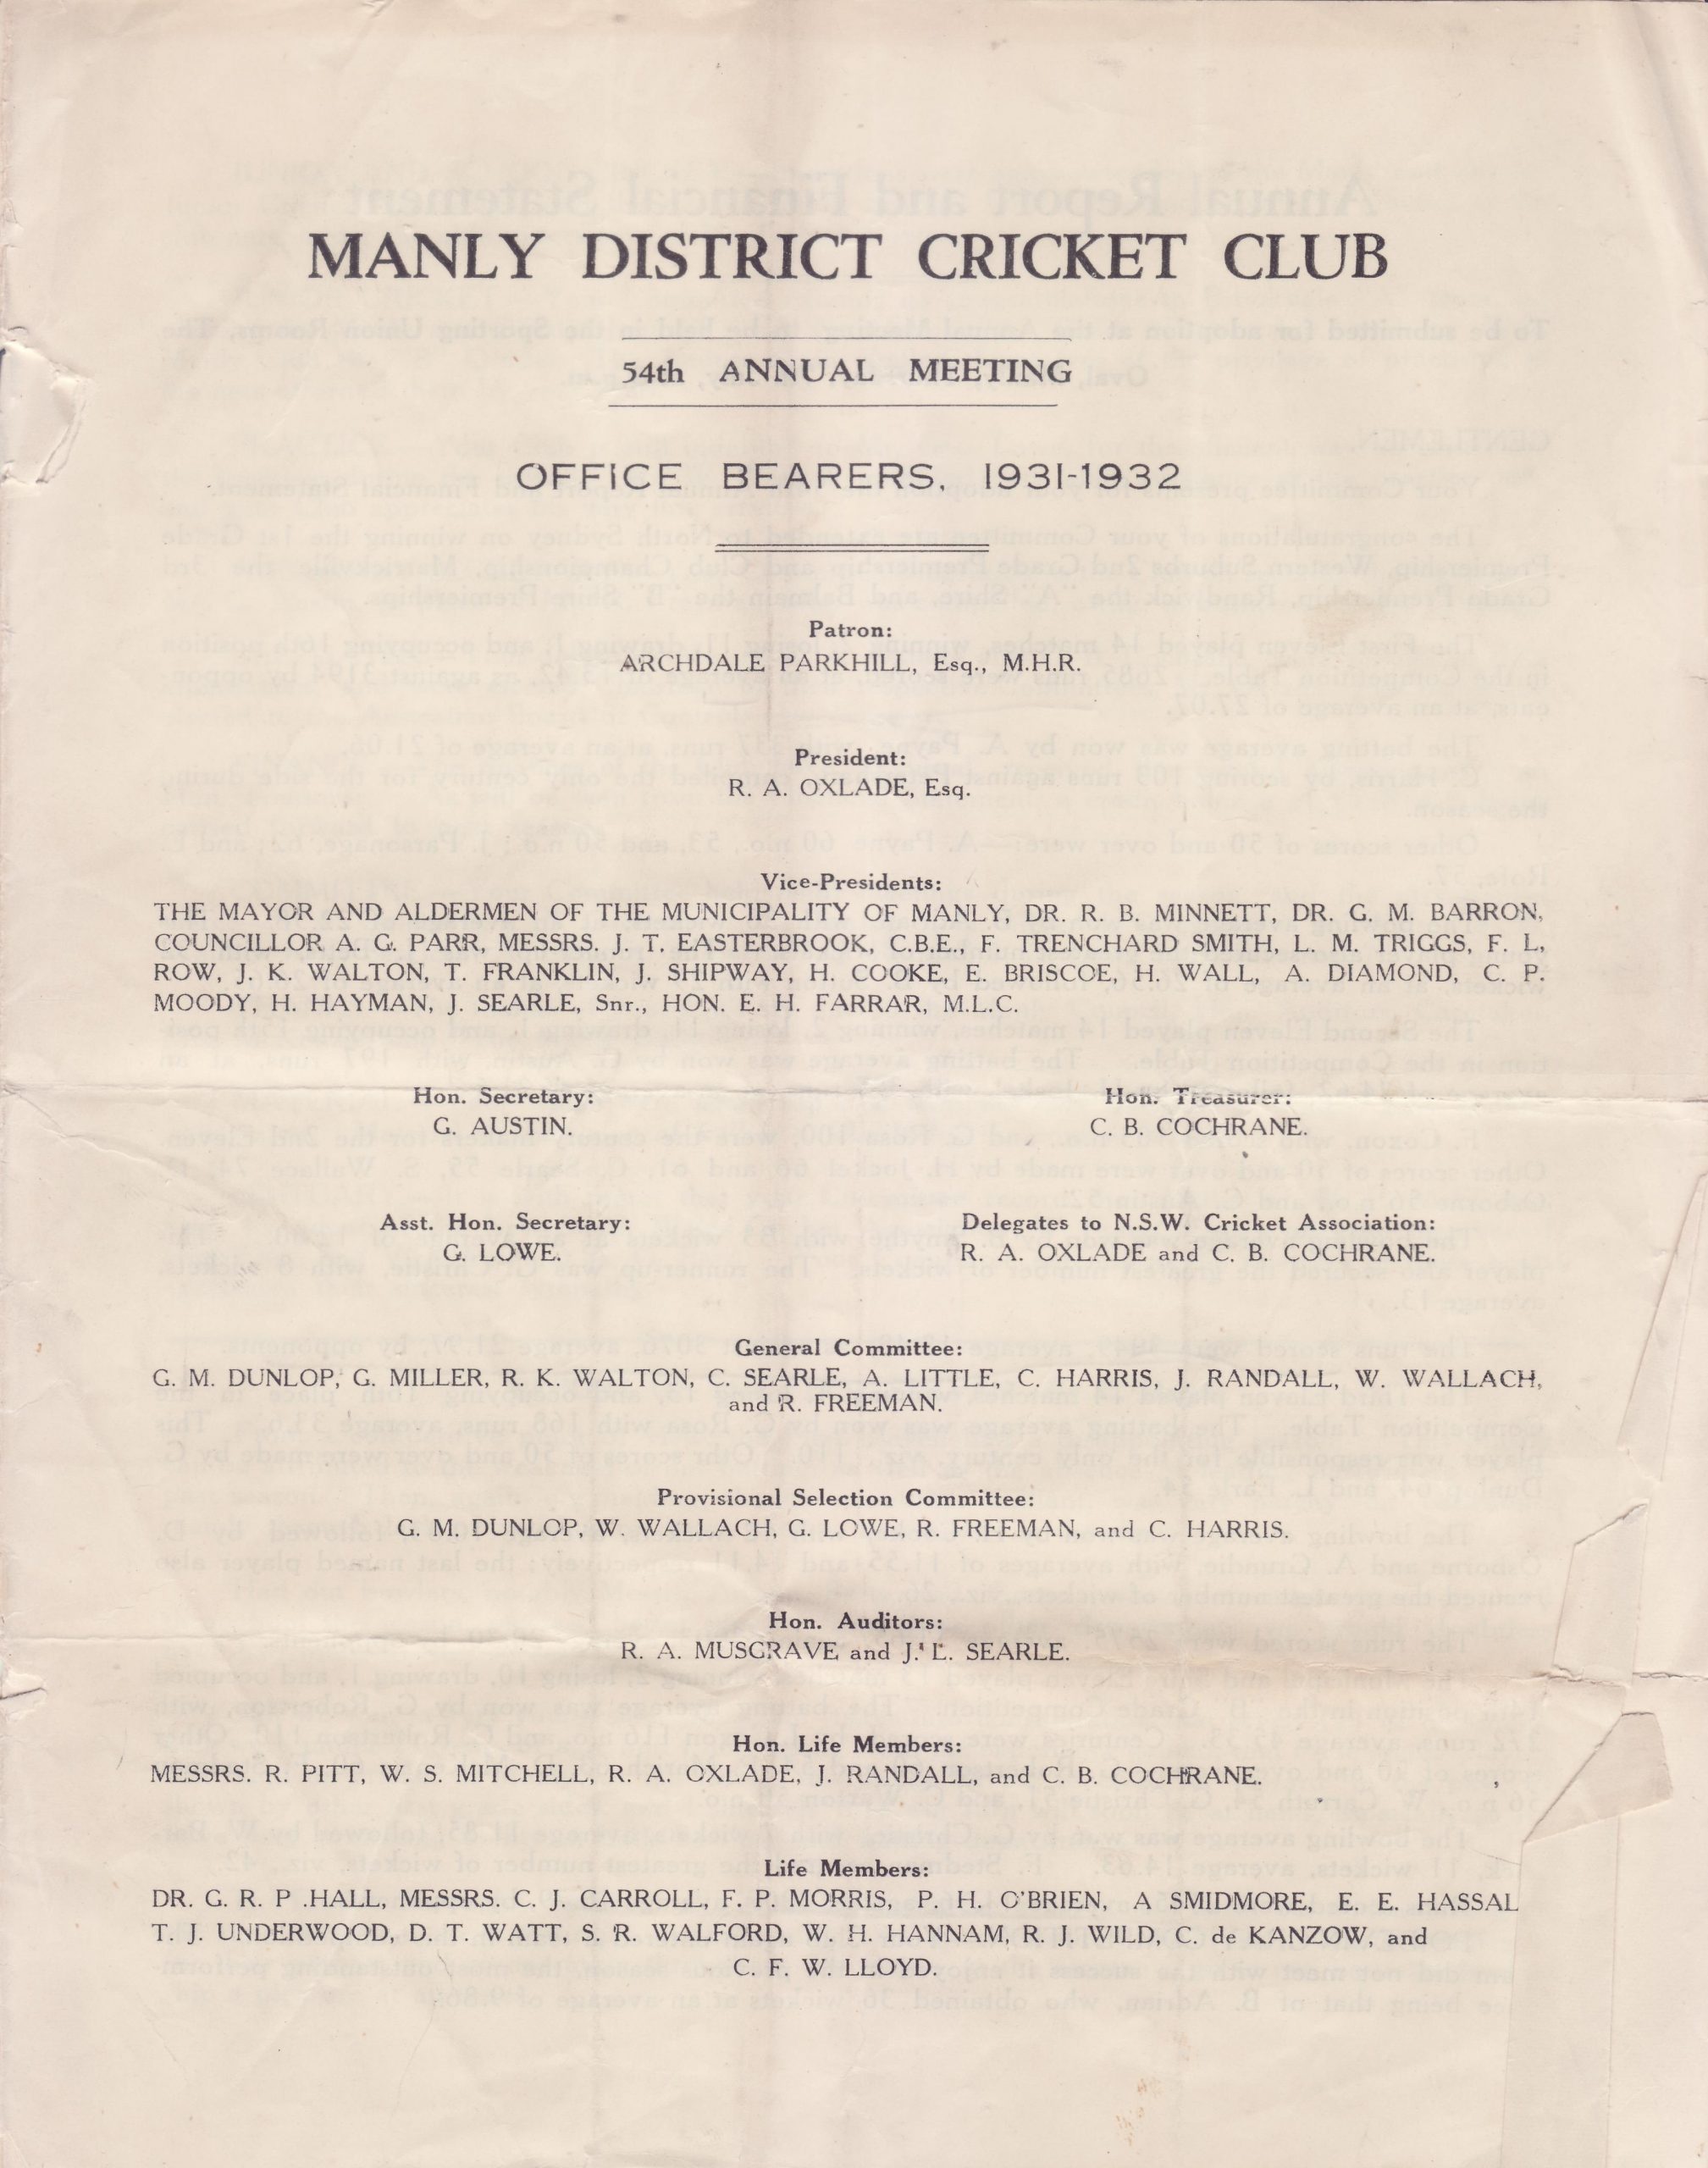 MANLY DISTRICT CRICKET CLUB
54th ANNUAL MEETING
OFFICE BEARERS, 1931-1932
Patron:
ARCHDALE PARKHILL, Esq., M.H.R.
President:
R. A. OXLADE, Esq.
Vice-Presidents:
THE MAYOR AND ALDERMEN OF THE MUNICIPALITY OF MANLY, DR. R. B. MINNETT, DR. G. M. BARRON,
COUNCILLOR A. G. PARR, MESSRS. J. T. EASTERBROOK, C.B.E., F. TRENCHARD SMITH, L. M. TRIGGS, F. L,
ROW, J. K. WALTON, T. FRANKLIN, J. SHIPWAY, H. COOKE, E. BRISCOE, H. WALL, A. DIAMOND, C. P.
MOODY, H. HAYMAN, J. SEARLE, Snr., HON. E. H. FARRAR, M.L.C.
Hon. Secretary:
G. AUSTIN.
Hon. Treasurer:
C. B. COCHRANE.
Asst. Hon. Secretary:
G. LOWE.
Delegates to N.S.W. Cricket Association:
R. A. OXLADE and C. B. COCHRANE.
General Committee:
G. M. DUNLOP, G. MILLER, R. K. WALTON, C. SEARLE, A. LITTLE, C. HARRIS, J. RANDALL, W. WALLACH,
and R. FREEMAN.
Provisional Selection Committee:
G. M. DUNLOP, W. WALLACH, G. LOWE, R. FREEMAN, and C. HARRIS.
Hon. Auditors:
R. A. MUSGRAVE and J. L. SEARLE.
Hon. Life Members:
MESSRS. R. PITT, W. S. MITCHELL, R. A. OXLADE, J. RANDALL, and C. B. COCHRANE.
Life Members:
DR. G. R. P .HALL, MESSRS. C. J. CARROLL, F. P. MORRIS, P. H. O'BRIEN, A SMIDMORE, E. E. HASSAL
T. J. UNDERWOOD, D. T. WATT, S. R. WALFORD, W. H. HANNAM, R. J. WILD, C. de KANZOW, and
C. F. W. LLOYD.